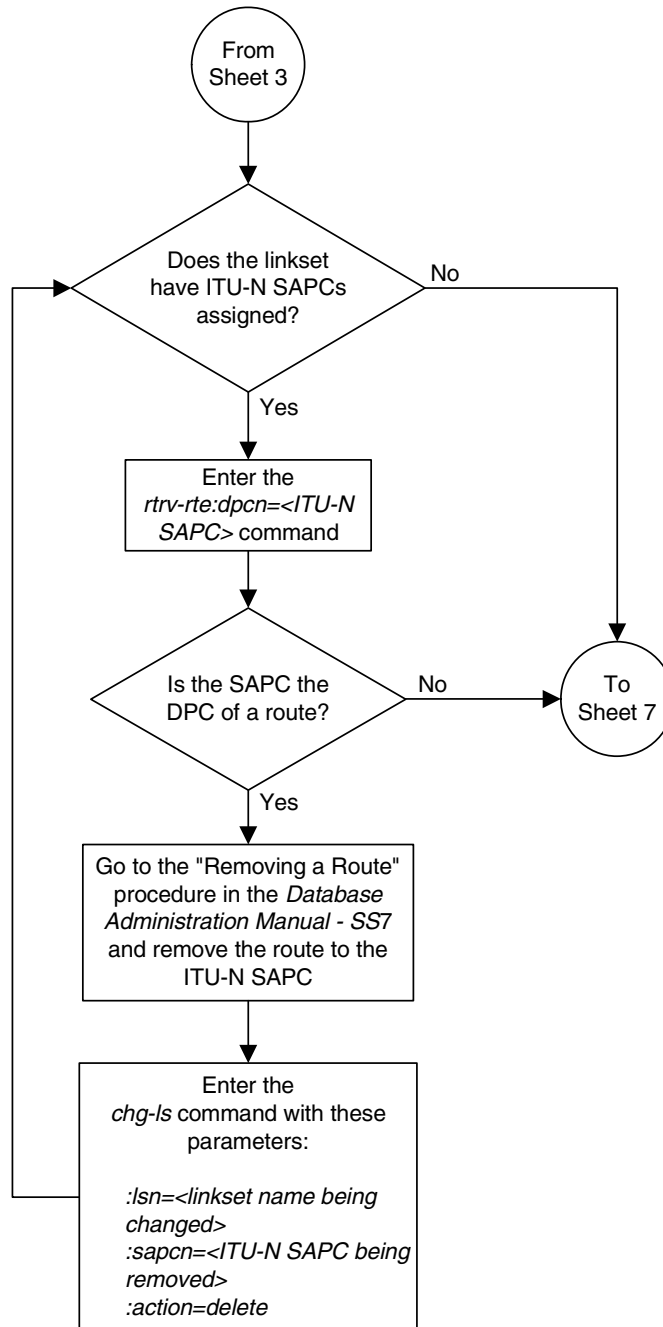 From
Sheet 3
Does the linkset
have ITU-N SAPCs
assigned?
No
Yes
Enter the
rtrv-rte:dpcn=<ITU-N
SAPC> command
Is the SAPC the
DPC of a route?
No
To
Sheet 7
Yes
Go to the "Removing a Route"
procedure in the Database
Administration Manual - SS7
and remove the route to the
ITU-N SAPC
Enter the
chg-ls command with these
parameters:
:lsn=<linkset name being
changed>
:sapcn=<ITU-N SAPC being
removed>
:action=delete